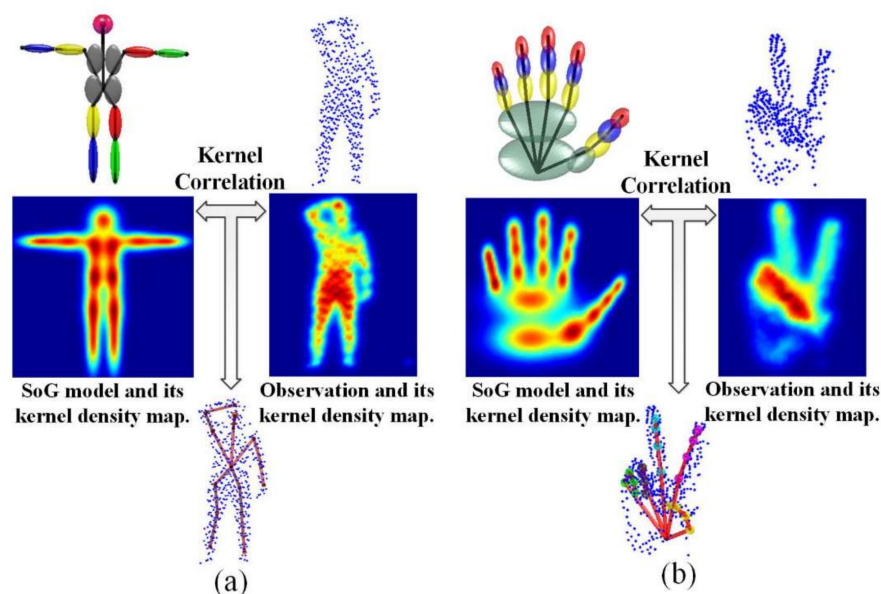 Kernel
Correlation
SoG model and its
kernel density map.
Observation and its
kernel density map.
(a)
Kernel
Correlation
SoG model and its
kernel density map.
Observation and its
kernel density map.
(b)